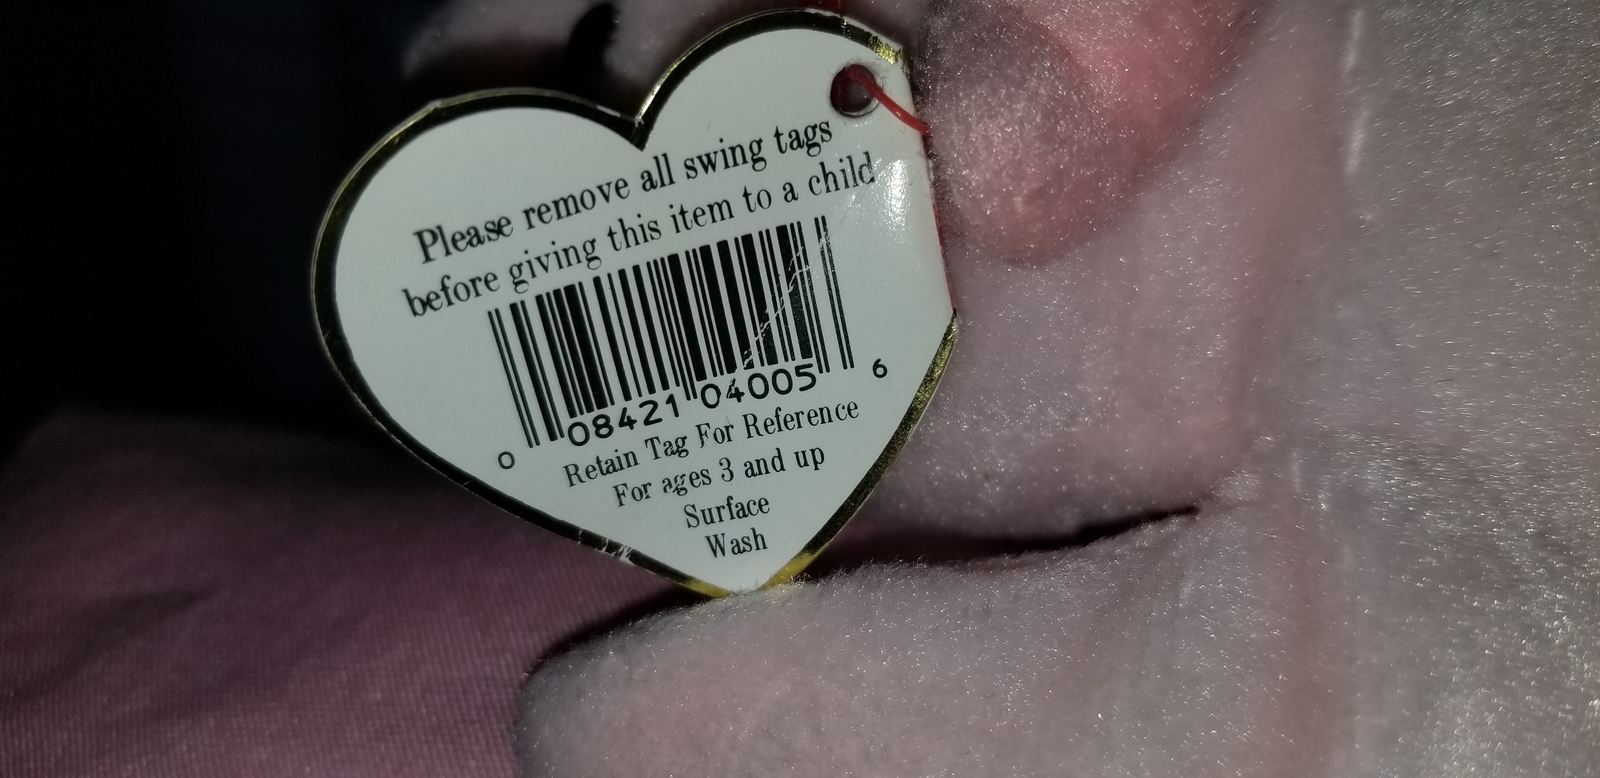 Please remove all swing tags
before giving this item to a child
0 08421 04005 6
Retain Tag For Reference
For ages 3 and up
Surface
Wash